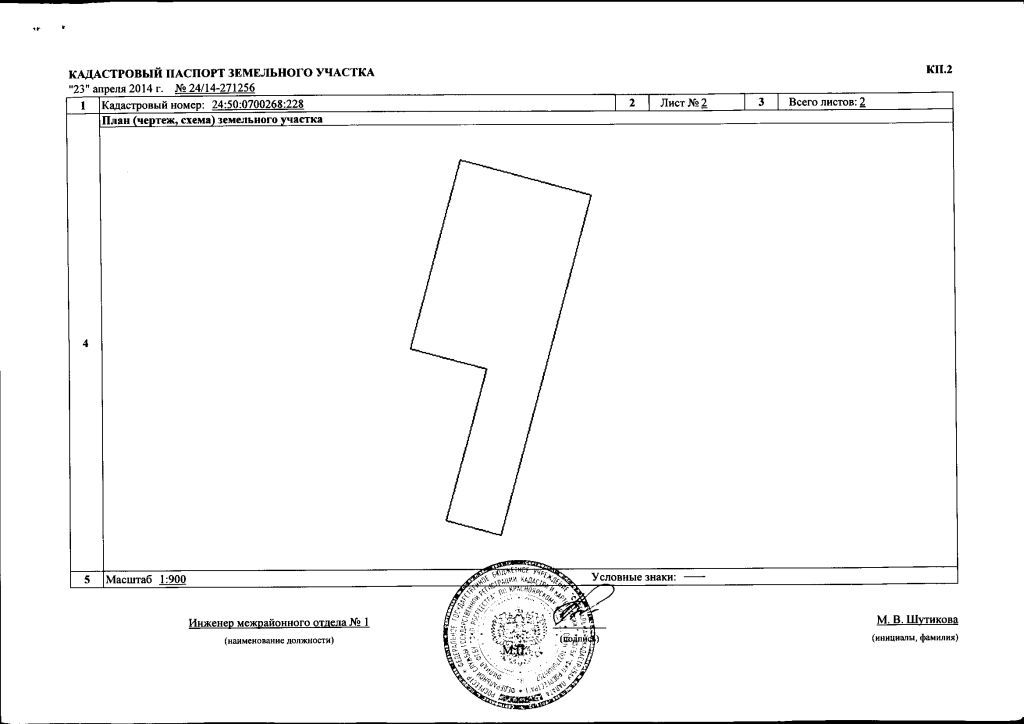 КАДАСТРОВЫЙ ПАСПОРТ ЗЕМЕЛЬНОГО УЧАСТКА
КП.2
"23" апреля 2014 г. № 24/14-271256
1 Кадастровый номер: 24:50:0700268:228 2 Лист № 2 3 Всего листов: 2
План (чертеж, схема) земельного участка
4
5 Масштаб 1:900 Условные знаки:
Инженер межрайонного отдела № 1
М. В. Шутикова
(наименование должности)
(подпись)
(инициалы, фамилия)
М.П.